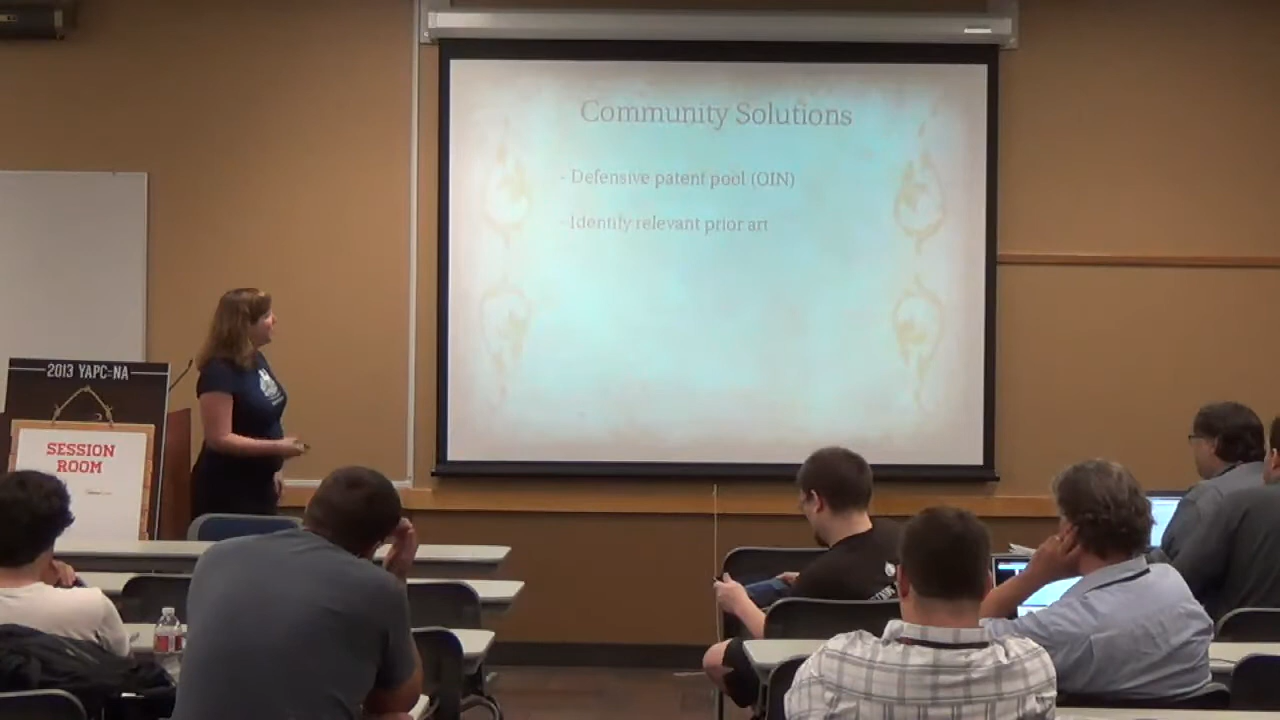 Community Solutions
- Defensive patent pool (OIN)
- Identify relevant prior art
2013 YAPC::NA
SESSION
ROOM